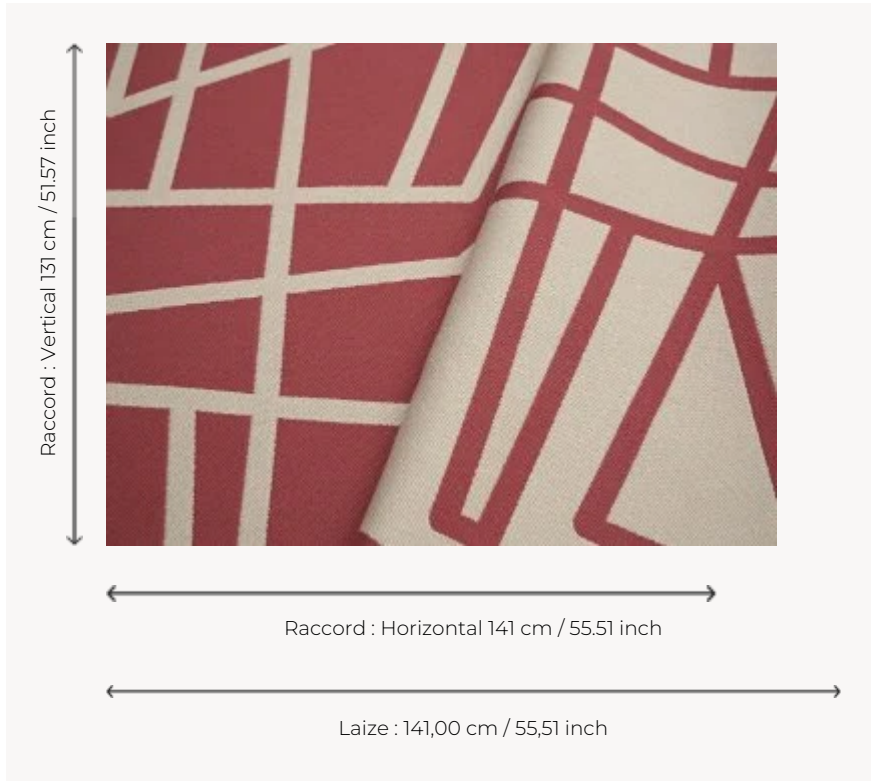 Raccord : Vertical 131 cm / 51.57 inch
Raccord : Horizontal 141 cm / 55.51 inch
Laize : 141,00 cm / 55,51 inch